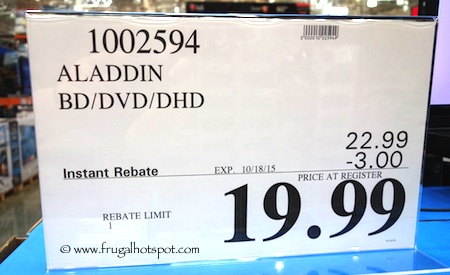 1002594
ALADDIN
BD/DVD/DHD
22.99
Instant Rebate EXP. 10/18/15 -3.00
PRICE AT REGISTER
REBATE LIMIT
1
19.99
© www.frugalhotspot.com